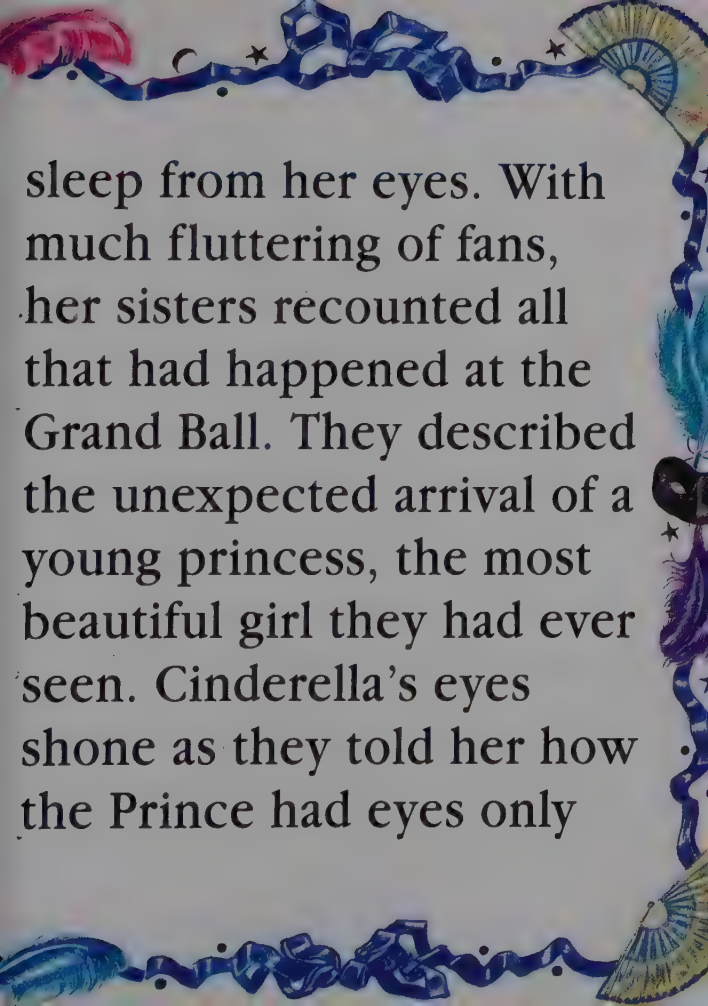 sleep from her eyes. With
much fluttering of fans,
her sisters recounted all
that had happened at the
Grand Ball. They described
the unexpected arrival of a
young princess, the most
beautiful girl they had ever
seen. Cinderella’s eyes
shone as they told her how
the Prince had eyes only